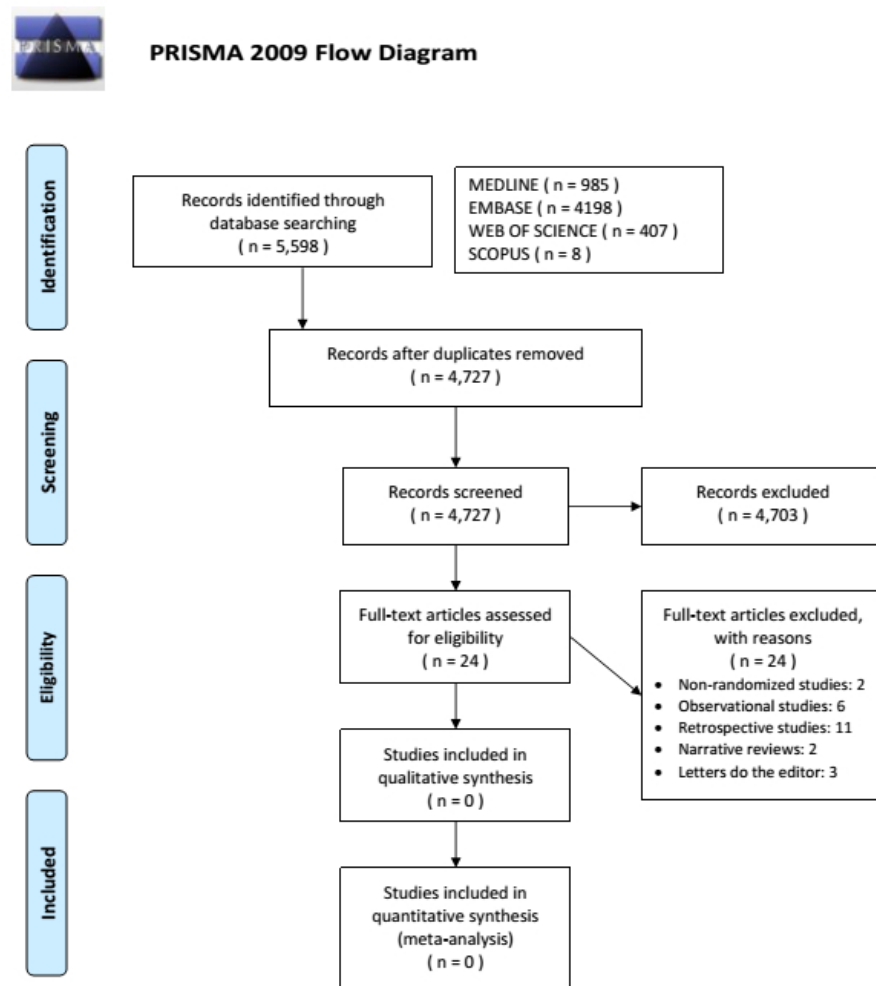 PRISMA
PRISMA 2009 Flow Diagram
Identification
Records identified through
database searching
( n = 5,598 )
MEDLINE ( n = 985 )
EMBASE ( n = 4198 )
WEB OF SCIENCE ( n = 407 )
SCOPUS ( n = 8 )
Records after duplicates removed
( n = 4,727 )
Screening
Records screened
( n = 4,727 )
Records excluded
( n = 4,703 )
Eligibility
Full-text articles assessed
for eligibility
( n = 24 )
Full-text articles excluded,
with reasons
( n = 24 )
• Non-randomized studies: 2
• Observational studies: 6
• Retrospective studies: 11
• Narrative reviews: 2
• Letters do the editor: 3
Studies included in
qualitative synthesis
( n = 0 )
Included
Studies included in
quantitative synthesis
(meta-analysis)
( n = 0 )